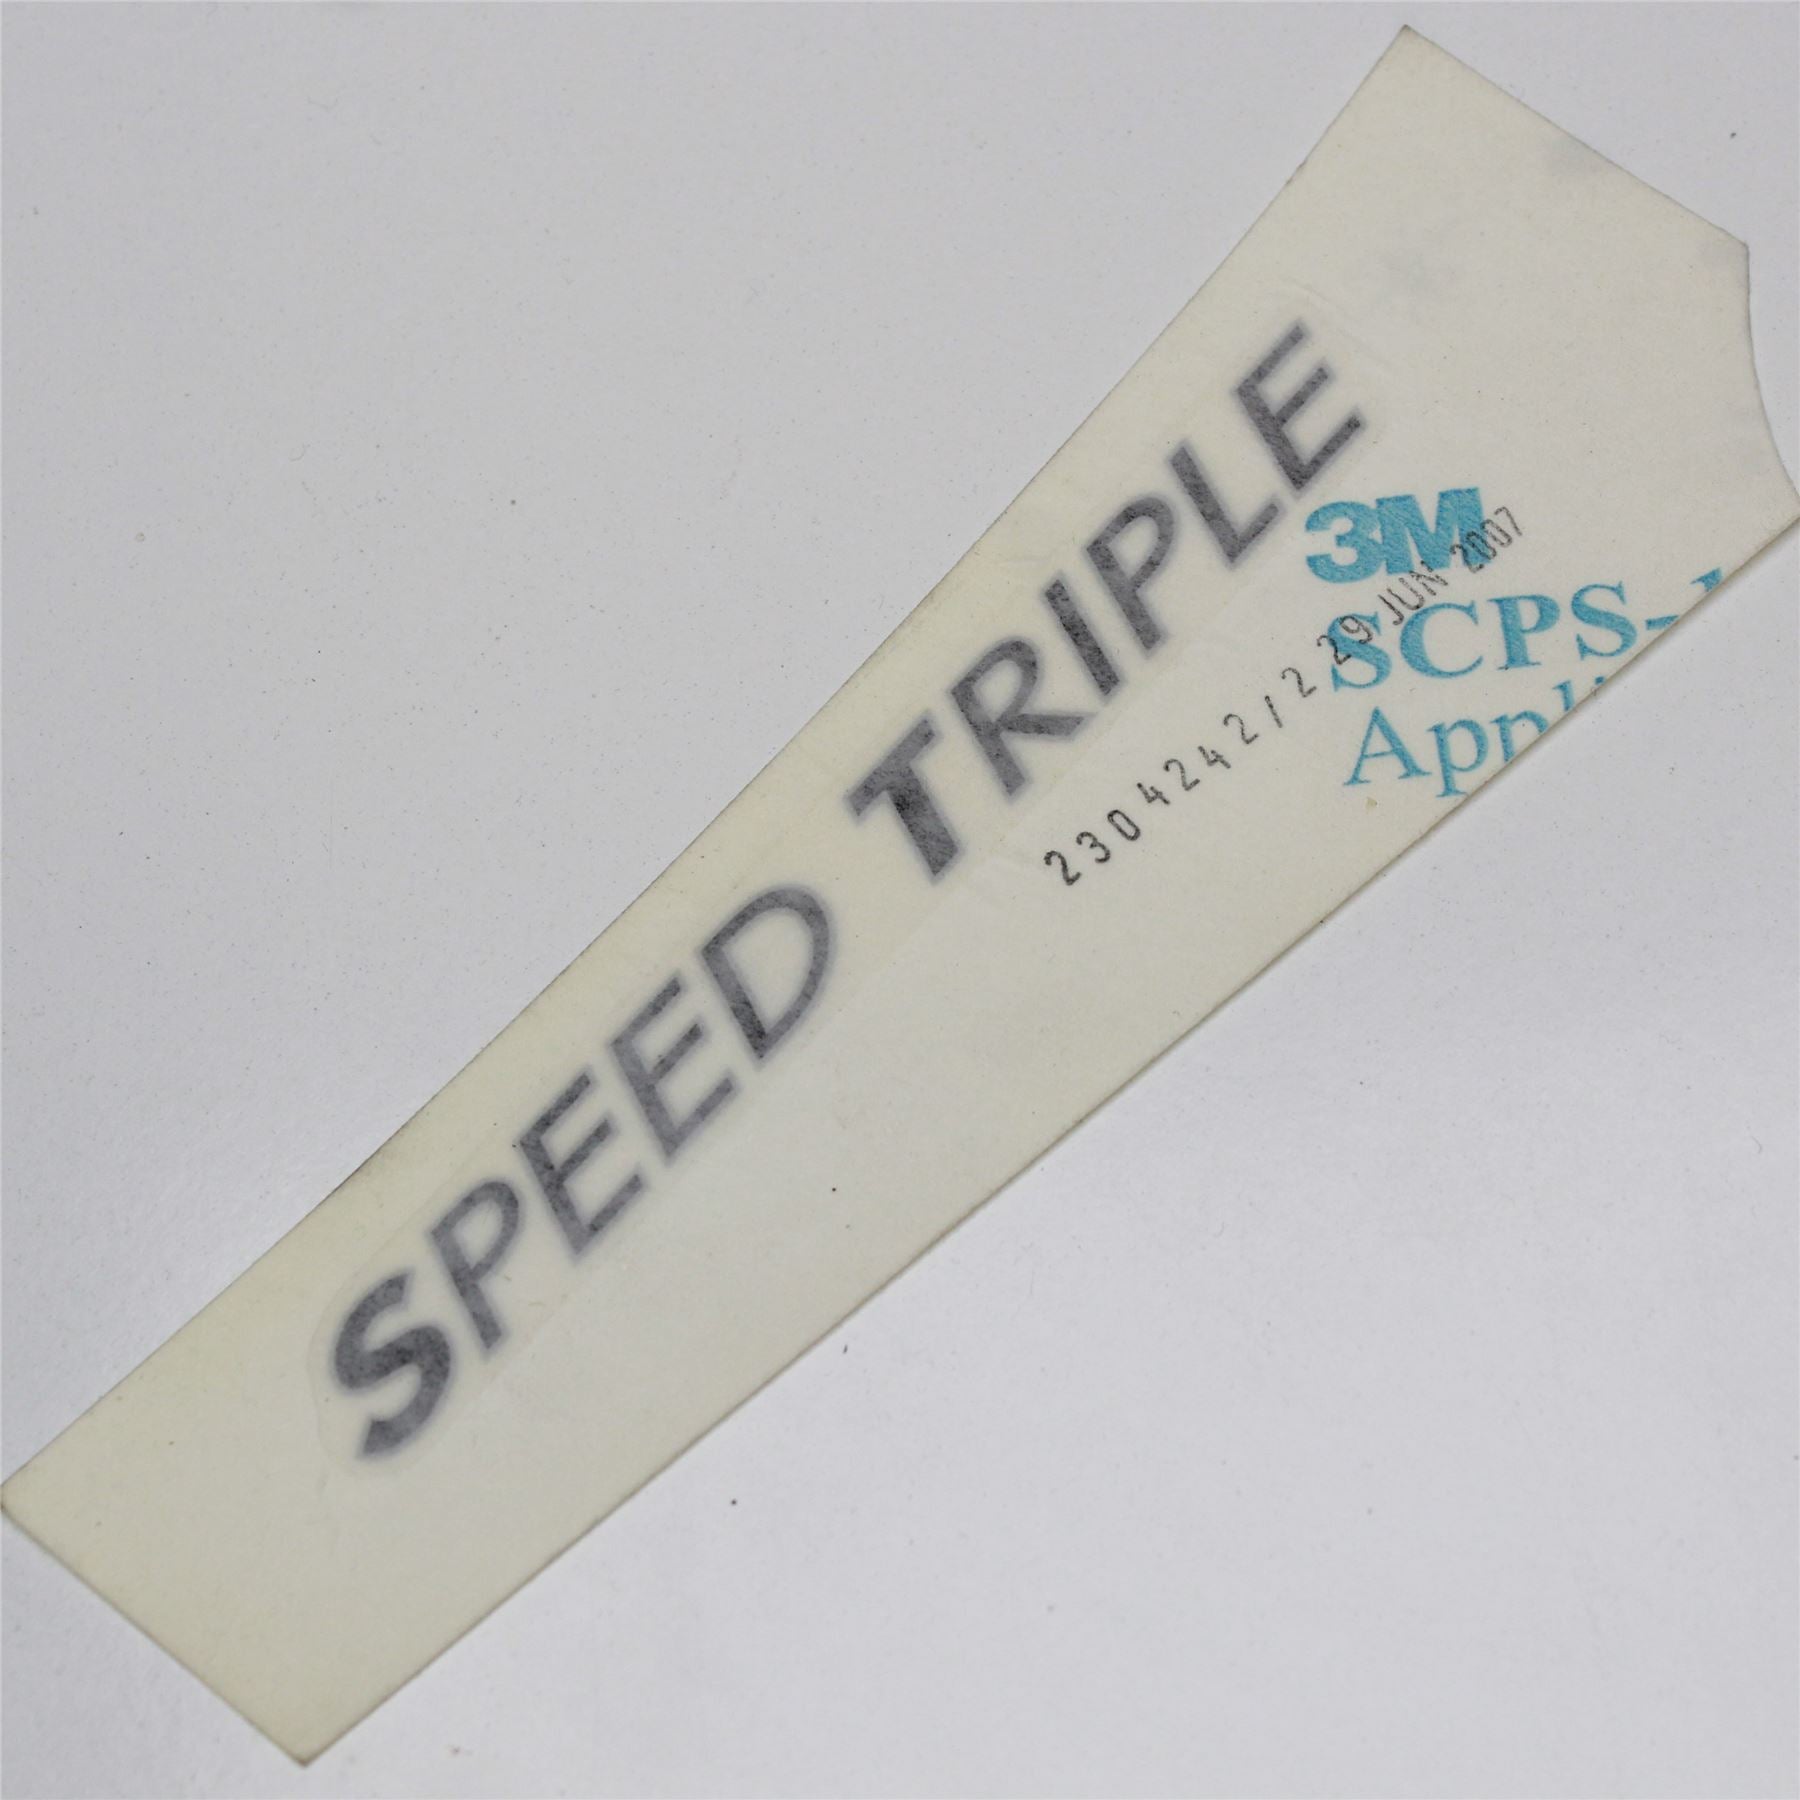 SPEED TRIPLE
2304242/2 29 JUN 2007
3M
SCPS-